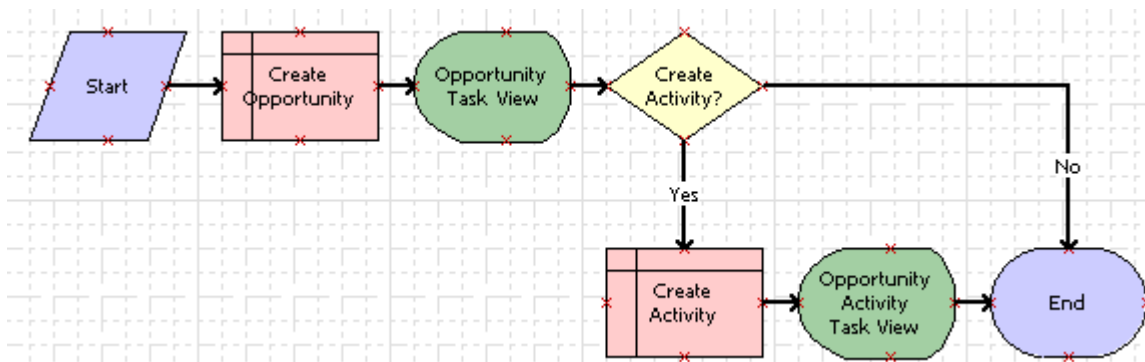 Start
Create
Opportunity
Opportunity
Task View
Create
Activity?
No
Yes
Create
Activity
Opportunity
Activity
Task View
End